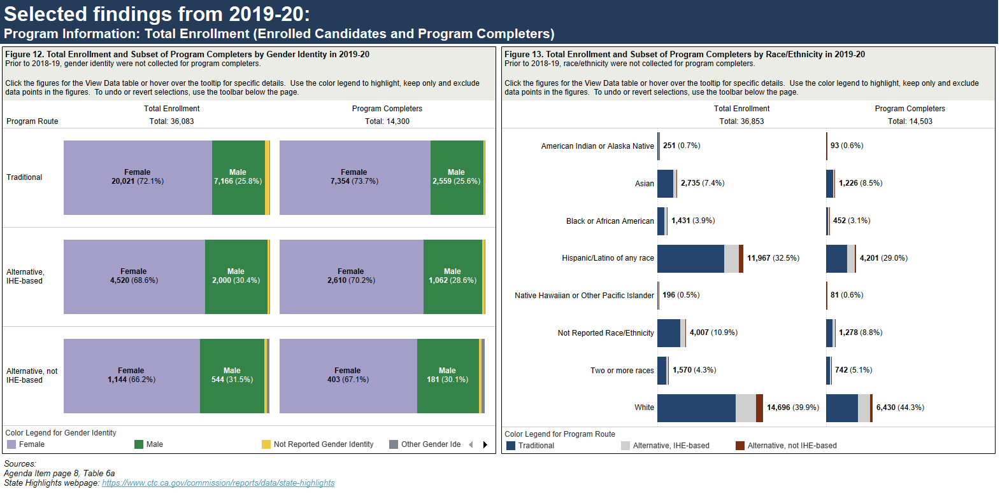 Selected findings from 2019-20:
Program Information: Total Enrollment (Enrolled Candidates and Program Completers)
Figure 12. Total Enrollment and Subset of Program Completers by Gender Identity in 2019-20
Prior to 2018-19, gender identity were not collected for program completers.
Click the figures for the View Data table or hover over the tooltip for specific details.  Use the color legend to highlight, keep only and exclude
data points in the figures.  To undo or revert selections, use the toolbar below the page.
Total Enrollment
Program Completers
Program Route
Total: 36,083
Total: 14,300
Traditional
Female
20,021 (72.1%)
Male
7,166 (25.8%)
Female
7,354 (73.7%)
Male
2,559 (25.6%)
Alternative,
IHE-based
Female
4,520 (68.6%)
Male
2,000 (30.4%)
Female
2,610 (70.2%)
Male
1,062 (28.6%)
Alternative, not
IHE-based
Female
1,144 (66.2%)
Male
544 (31.5%)
Female
403 (67.1%)
Male
181 (30.1%)
Color Legend for Gender Identity
Female
Male
Not Reported Gender Identity
Other Gender Ide
Figure 13. Total Enrollment and Subset of Program Completers by Race/Ethnicity in 2019-20
Prior to 2018-19, race/ethnicity were not collected for program completers.
Click the figures for the View Data table or hover over the tooltip for specific details.  Use the color legend to highlight, keep only and exclude
data points in the figures.  To undo or revert selections, use the toolbar below the page.
Total Enrollment
Program Completers
Total: 36,853
Total: 14,503
American Indian or Alaska Native
251 (0.7%)
93 (0.6%)
Asian
2,735 (7.4%)
1,226 (8.5%)
Black or African American
1,431 (3.9%)
452 (3.1%)
Hispanic/Latino of any race
11,967 (32.5%)
4,201 (29.0%)
Native Hawaiian or Other Pacific Islander
196 (0.5%)
81 (0.6%)
Not Reported Race/Ethnicity
4,007 (10.9%)
1,278 (8.8%)
Two or more races
1,570 (4.3%)
742 (5.1%)
White
14,696 (39.9%)
6,430 (44.3%)
Color Legend for Program Route
Traditional
Alternative, IHE-based
Alternative, not IHE-based
Sources:
Agenda Item page 8, Table 6a
State Highlights webpage: https://www.ctc.ca.gov/commission/reports/data/state-highlights